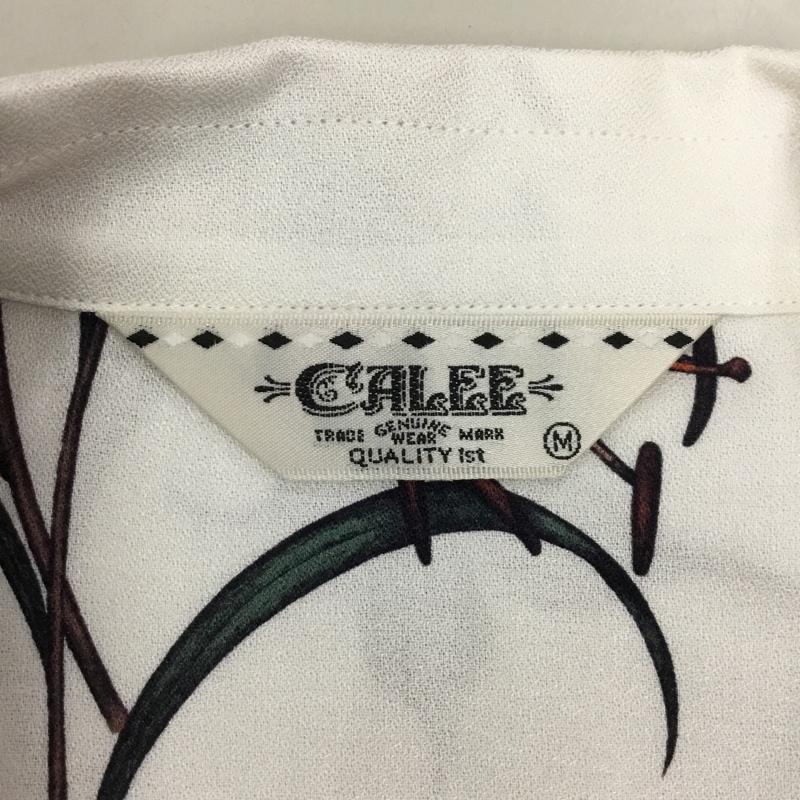 CALEE
TRADE GENUINE WEAR MARK
QUALITY 1st
M